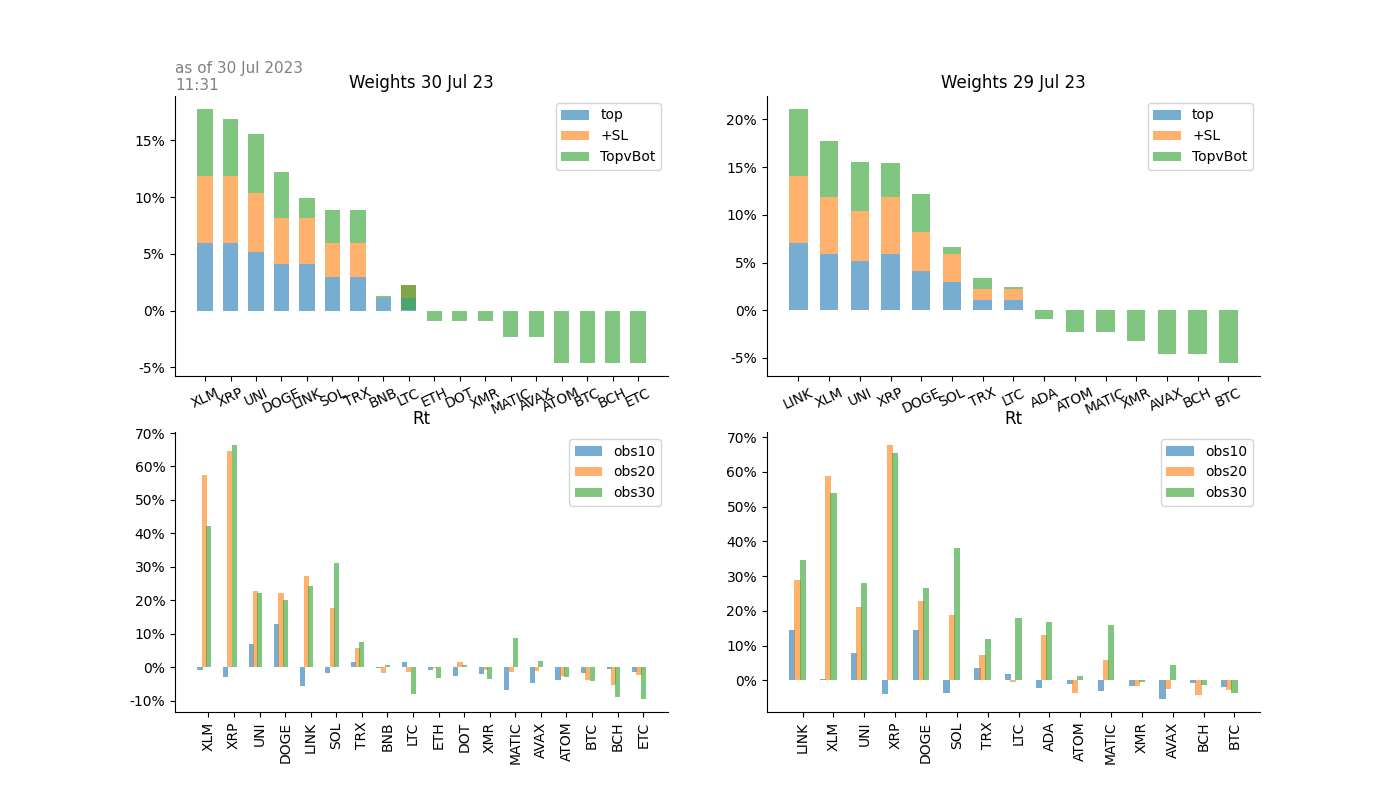 as of 30 Jul 2023
11:31
Weights 30 Jul 23
15%
10%
5%
0%
-5%
top
+SL
TopvBot
XLM XRP UNI DOGE LINK SOL TRX BNB LTC ETH DOT XMR MATIC AVAX ATOM BTC BCH ETC
Weights 29 Jul 23
20%
15%
10%
5%
0%
-5%
top
+SL
TopvBot
LINK XLM UNI XRP DOGE SOL TRX LTC ADA ATOM MATIC XMR AVAX BCH BTC
Rt
70%
60%
50%
40%
30%
20%
10%
0%
-10%
obs10
obs20
obs30
XLM XRP UNI DOGE LINK SOL TRX BNB LTC ETH DOT XMR MATIC AVAX ATOM BTC BCH ETC
Rt
70%
60%
50%
40%
30%
20%
10%
0%
obs10
obs20
obs30
LINK XLM UNI XRP DOGE SOL TRX LTC ADA ATOM MATIC XMR AVAX BCH BTC